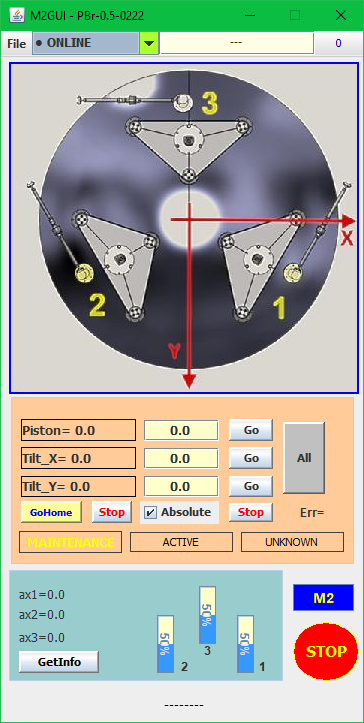 M2GUI - PBr-0.5-0222
File ● ONLINE --- 0
3
X
2 1
Y
Piston= 0.0 0.0 Go
Tilt_X= 0.0 0.0 Go All
Tilt_Y= 0.0 0.0 Go
GoHome Stop Absolute Stop Err=
MAINTENANCE ACTIVE UNKNOWN
ax1=0.0
ax2=0.0
ax3=0.0
GetInfo
50% 50% 50%
2 3 1
M2
STOP
--------